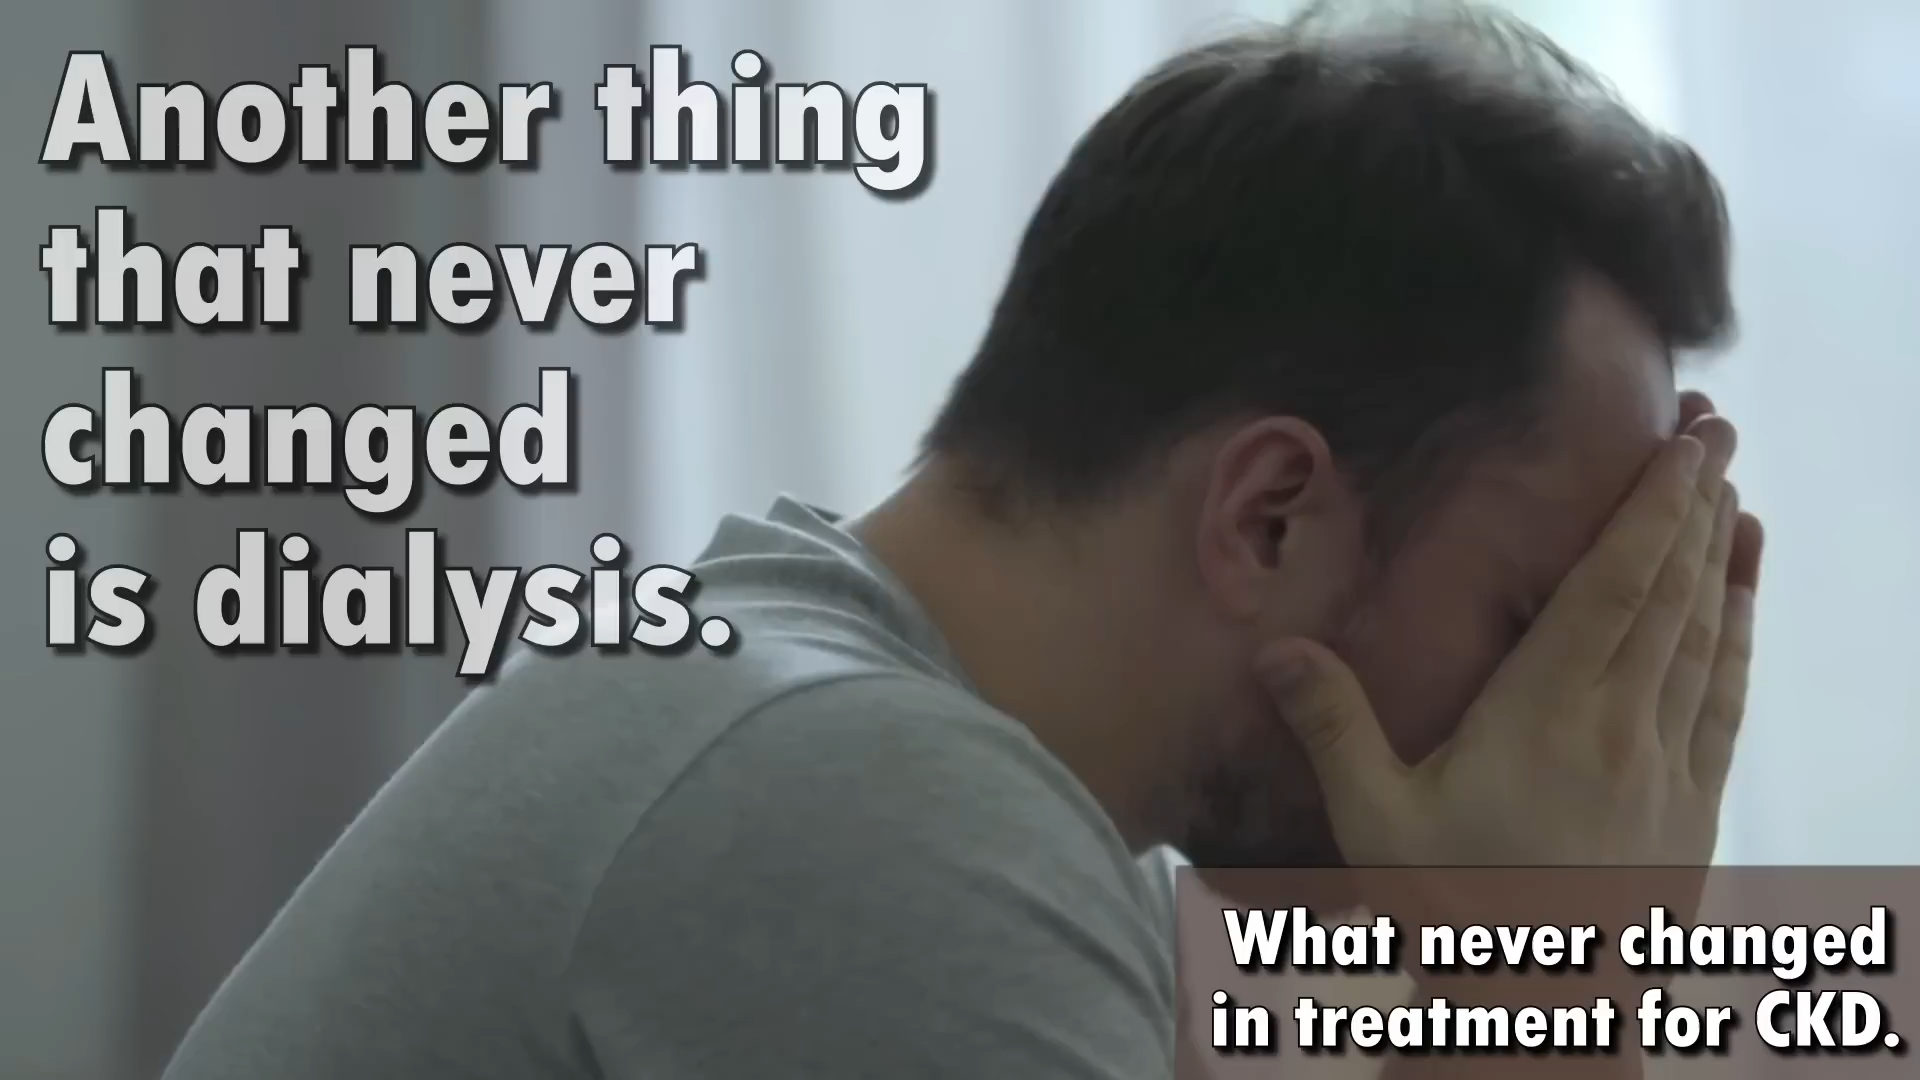 Another thing
that never
changed
is dialysis.
What never changed
in treatment for CKD.